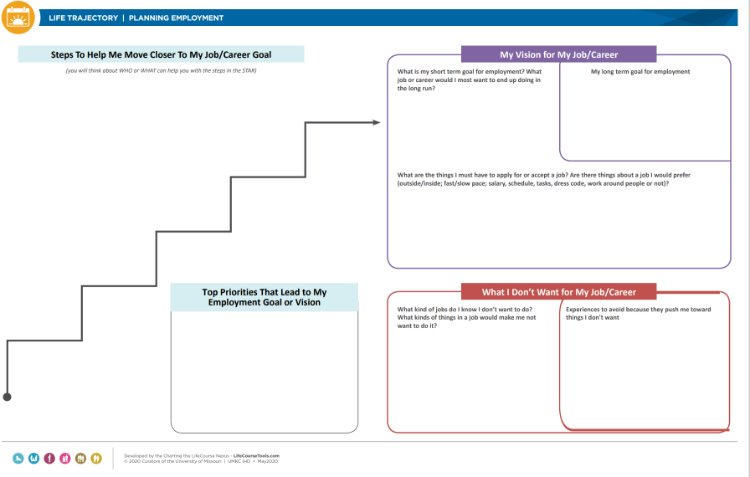 LIFE TRAJECTORY | PLANNING EMPLOYMENT
Steps To Help Me Move Closer To My Job/Career Goal
(you will think about WHO or WHAT can help you with the steps in the STAR)
My Vision for My Job/Career
What is my short term goal for employment? What
job or career would I most want to end up doing in
the long run?
My long term goal for employment
What are the things I must have to apply for or accept a job? Are there things about a job I would prefer
(outside/inside; fast/slow pace; salary, schedule, tasks, dress code, work around people or not)?
Top Priorities That Lead to My
Employment Goal or Vision
What I Don't Want for My Job/Career
What kind of jobs do I know I don't want to do?
What kinds of things in a job would make me not
want to do it?
Experiences to avoid because they push me toward
things I don't want
Developed by the Charting the LifeCourse Nexus - LifeCourseTools.com
© 2020 Curators of the University of Missouri | UMKC IHD • May2020